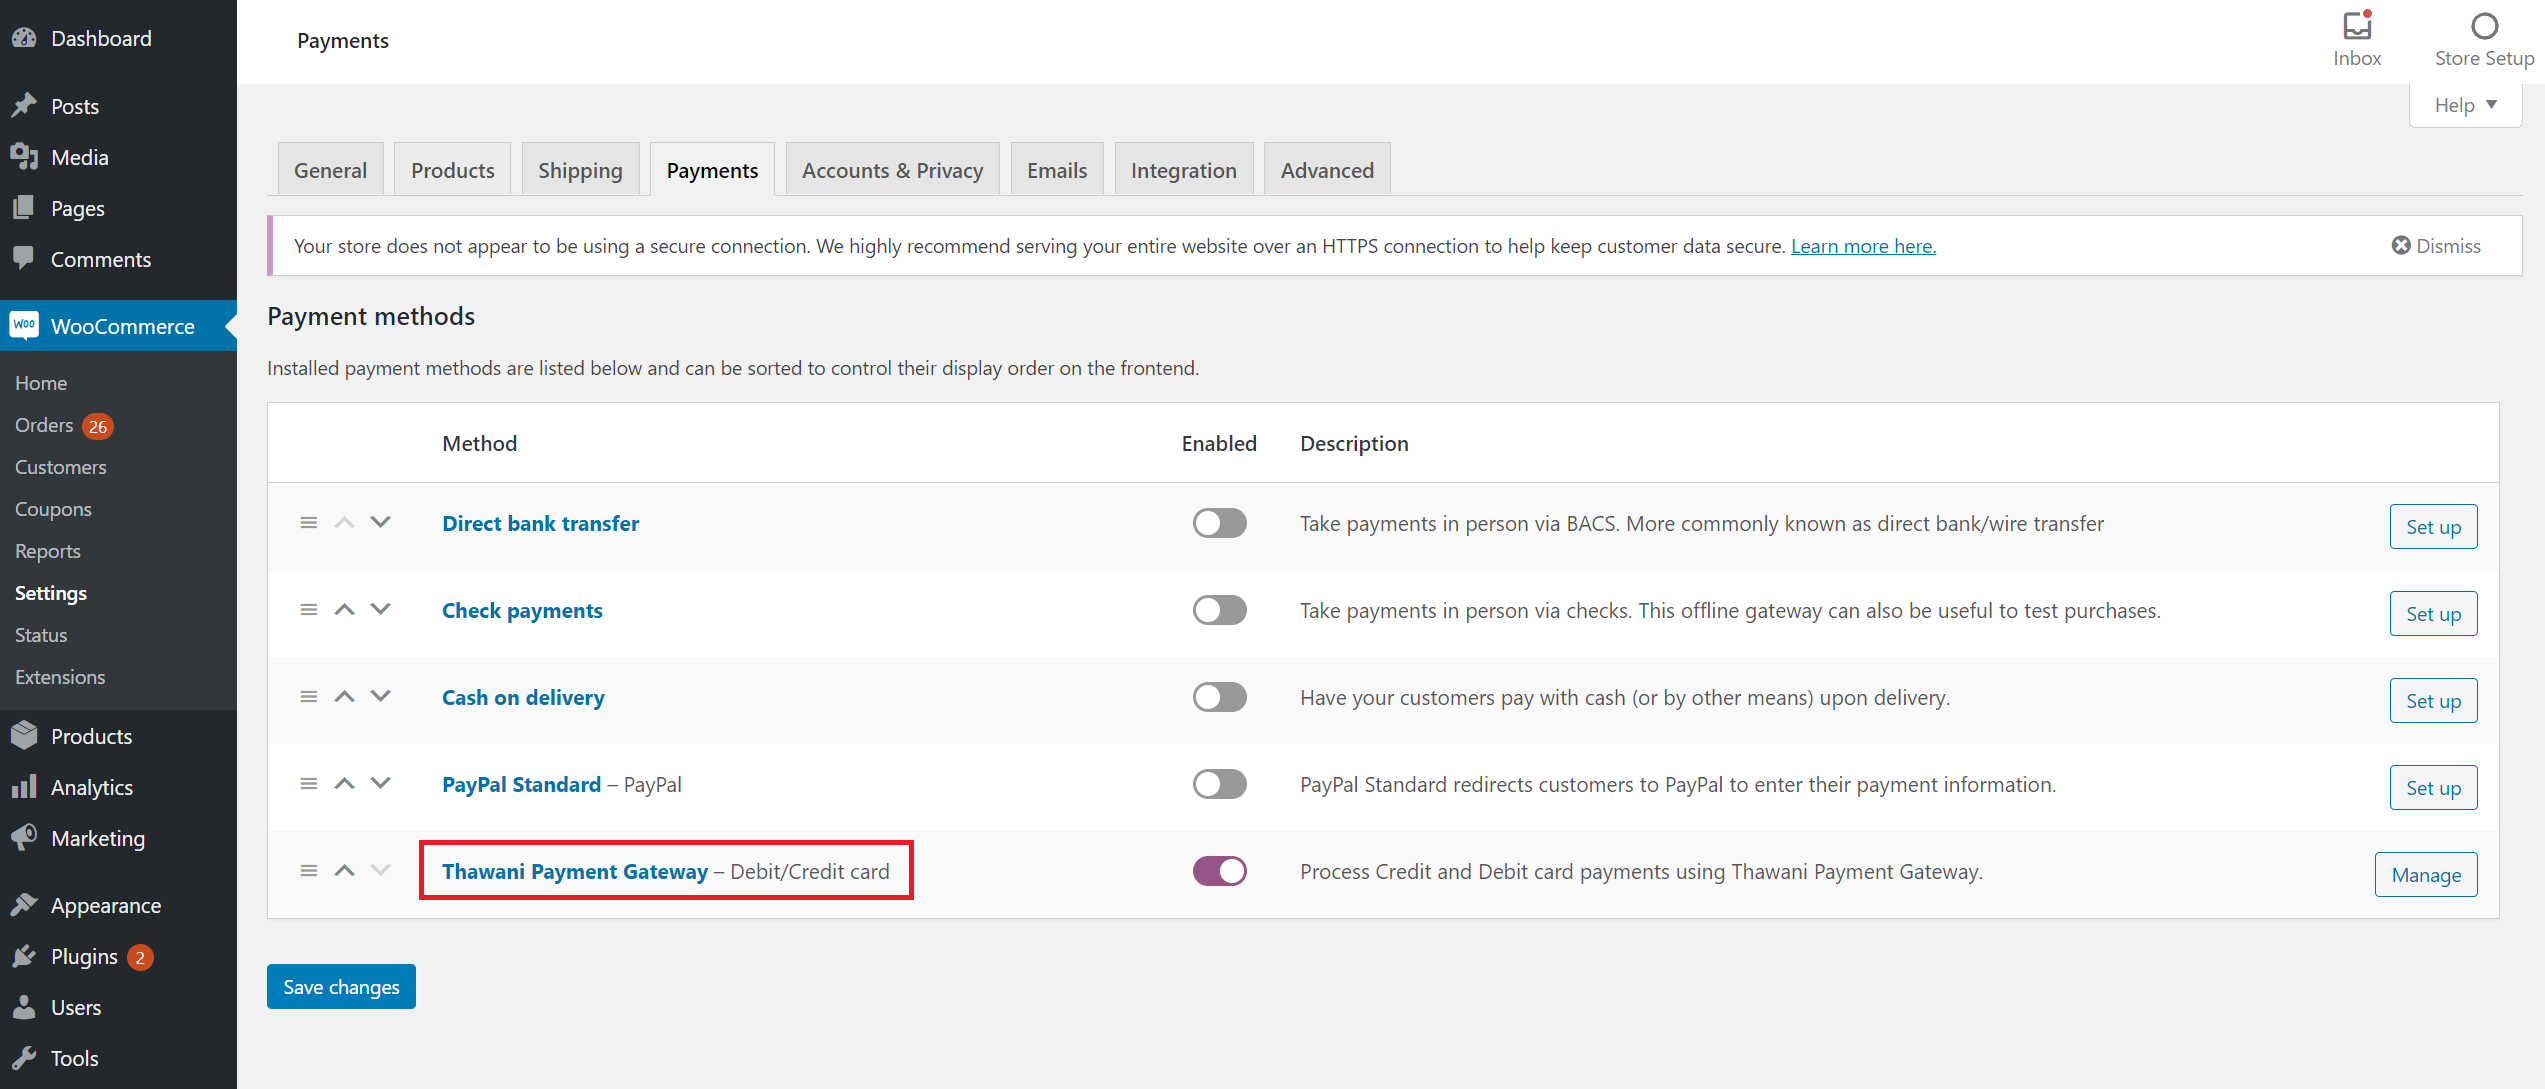 Dashboard
Posts
Media
Pages
Comments
Woo WooCommerce
Home
Orders 26
Customers
Coupons
Reports
Settings
Status
Extensions
Products
Analytics
Marketing
Appearance
Plugins 2
Users
Tools
Payments
Inbox
Store Setup
Help
General Products Shipping Payments Accounts & Privacy Emails Integration Advanced
Your store does not appear to be using a secure connection. We highly recommend serving your entire website over an HTTPS connection to help keep customer data secure. Learn more here. Dismiss
Payment methods
Installed payment methods are listed below and can be sorted to control their display order on the frontend.
Method Enabled Description
Direct bank transfer Take payments in person via BACS. More commonly known as direct bank/wire transfer Set up
Check payments Take payments in person via checks. This offline gateway can also be useful to test purchases. Set up
Cash on delivery Have your customers pay with cash (or by other means) upon delivery. Set up
PayPal Standard – PayPal PayPal Standard redirects customers to PayPal to enter their payment information. Set up
Thawani Payment Gateway – Debit/Credit card Process Credit and Debit card payments using Thawani Payment Gateway. Manage
Save changes